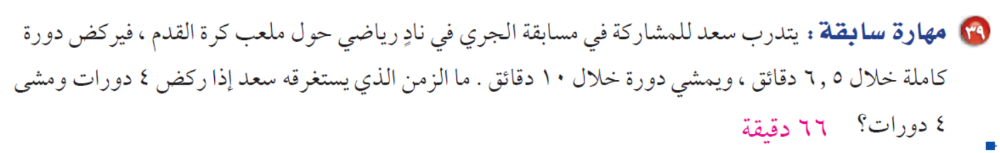 ٣٩ مهارة سابقة : يتدرب سعد للمشاركة في مسابقة الجري في نادٍ رياضي حول ملعب كرة القدم ، فيركض دورة
كاملة خلال ٦,٥ دقائق ، ويمشي دورة خلال ١٠ دقائق . ما الزمن الذي يستغرقه سعد إذا ركض ٤ دورات ومشى
٤ دورات؟ ٦٦ دقيقة